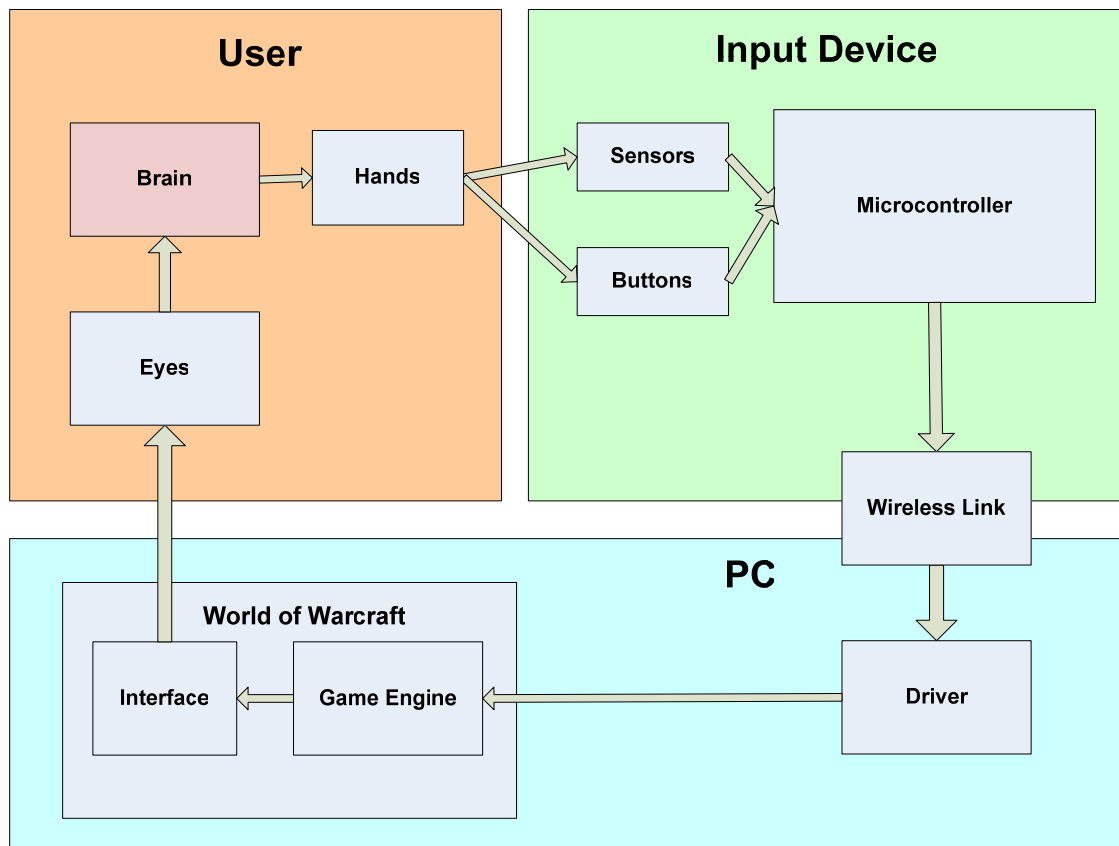 User
Brain
Hands
Eyes
Input Device
Sensors
Buttons
Microcontroller
Wireless Link
PC
World of Warcraft
Interface
Game Engine
Driver